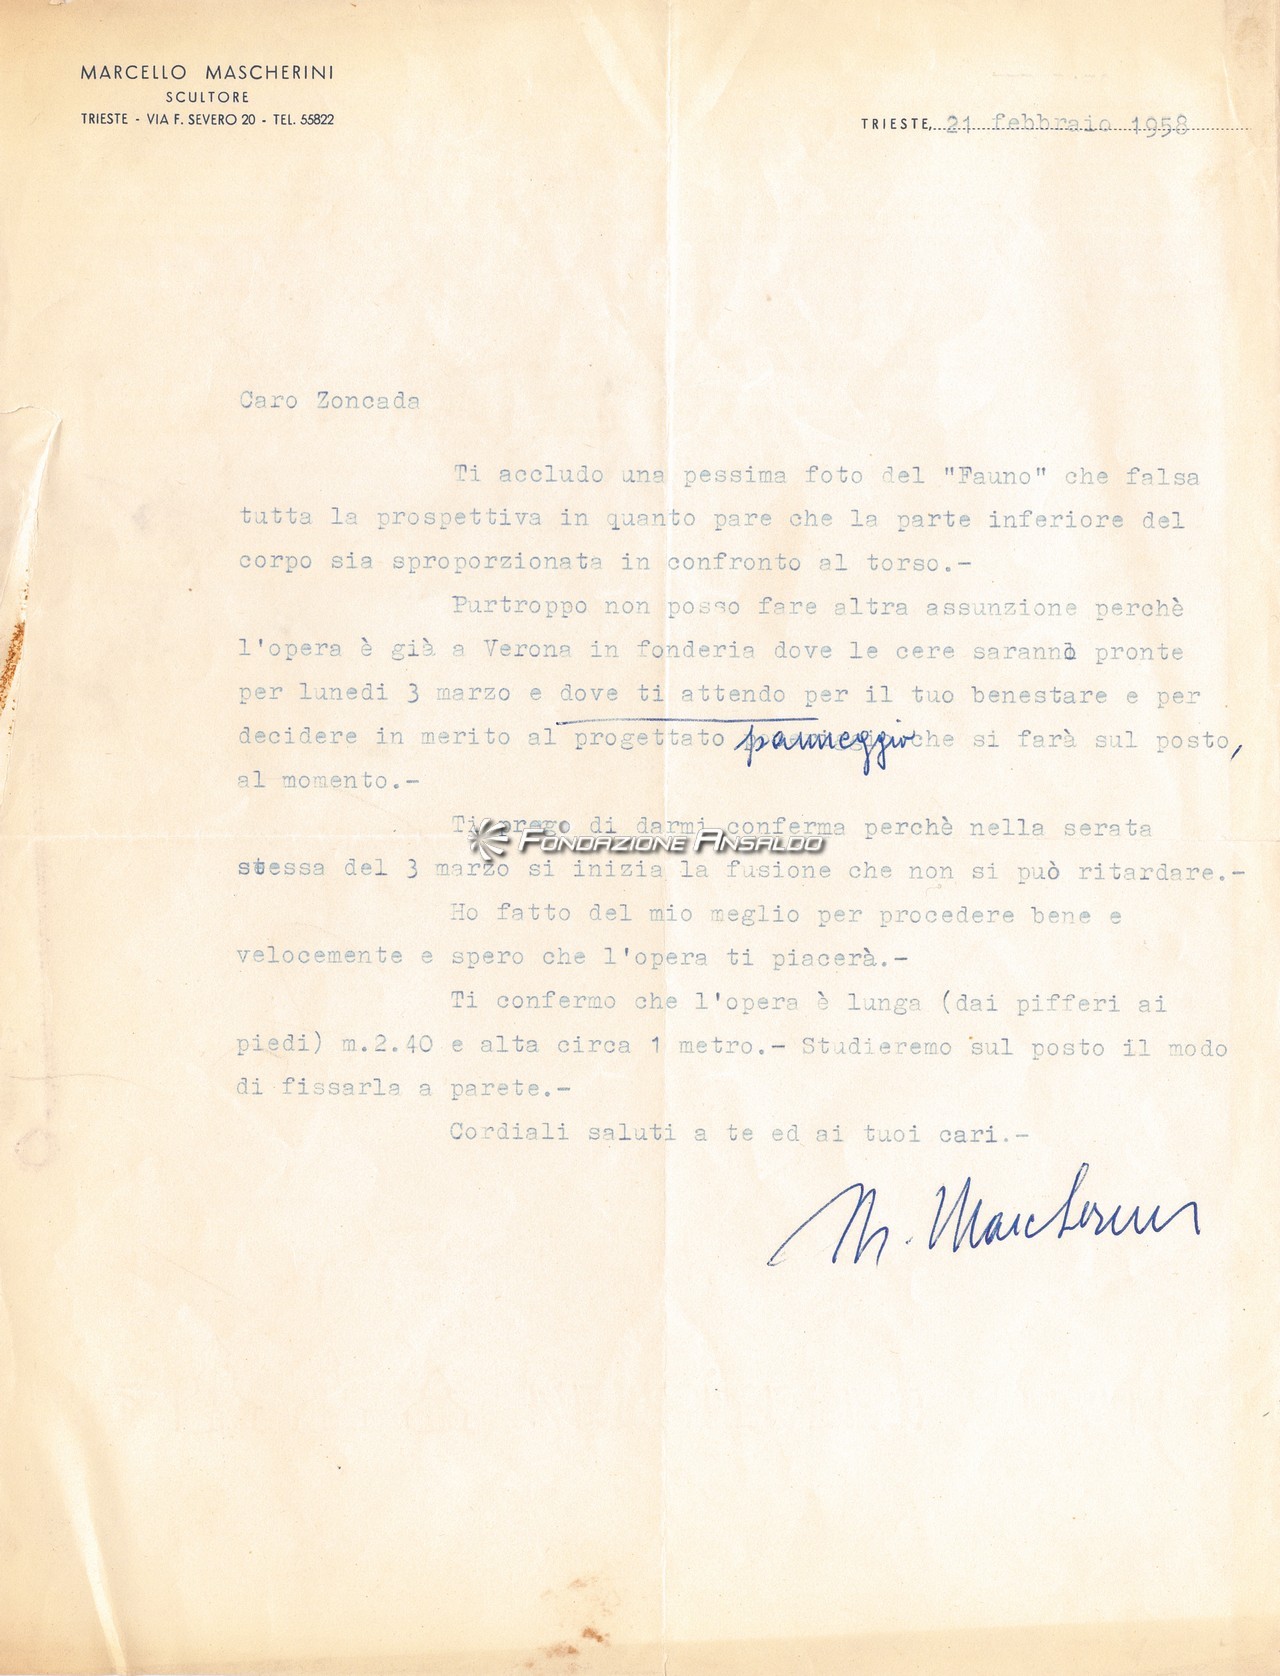 MARCELLO MASCHERINI
SCULTORE
TRIESTE - VIA F. SEVERO 20 - TEL. 55822
TRIESTE, 21 febbraio 1958
Caro Zoncada
Ti accludo una pessima foto del "Fauno" che falsa
tutta la prospettiva in quanto pare che la parte inferiore del
corpo sia sproporzionata in confronto al torso.-
Purtroppo non posso fare altra assunzione perchè
l'opera è già a Verona in fonderia dove le cere saranno pronte
per lunedi 3 marzo e dove ti attendo per il tuo benestare e per
decidere in merito al progettato panneggio che si farà sul posto,
al momento.-
Ti prego di darmi conferma perchè nella serata
FONDAZIONE ANSALDO
stessa del 3 marzo si inizia la fusione che non si può ritardare.-
Ho fatto del mio meglio per procedere bene e
velocemente e spero che l'opera ti piacerà.-
Ti confermo che l'opera è lunga (dai pifferi ai
piedi) m.2.40 e alta circa 1 metro.- Studieremo sul posto il modo
di fissarla a parete.-
Cordiali saluti a te ed ai tuoi cari.-
M. Mascherini